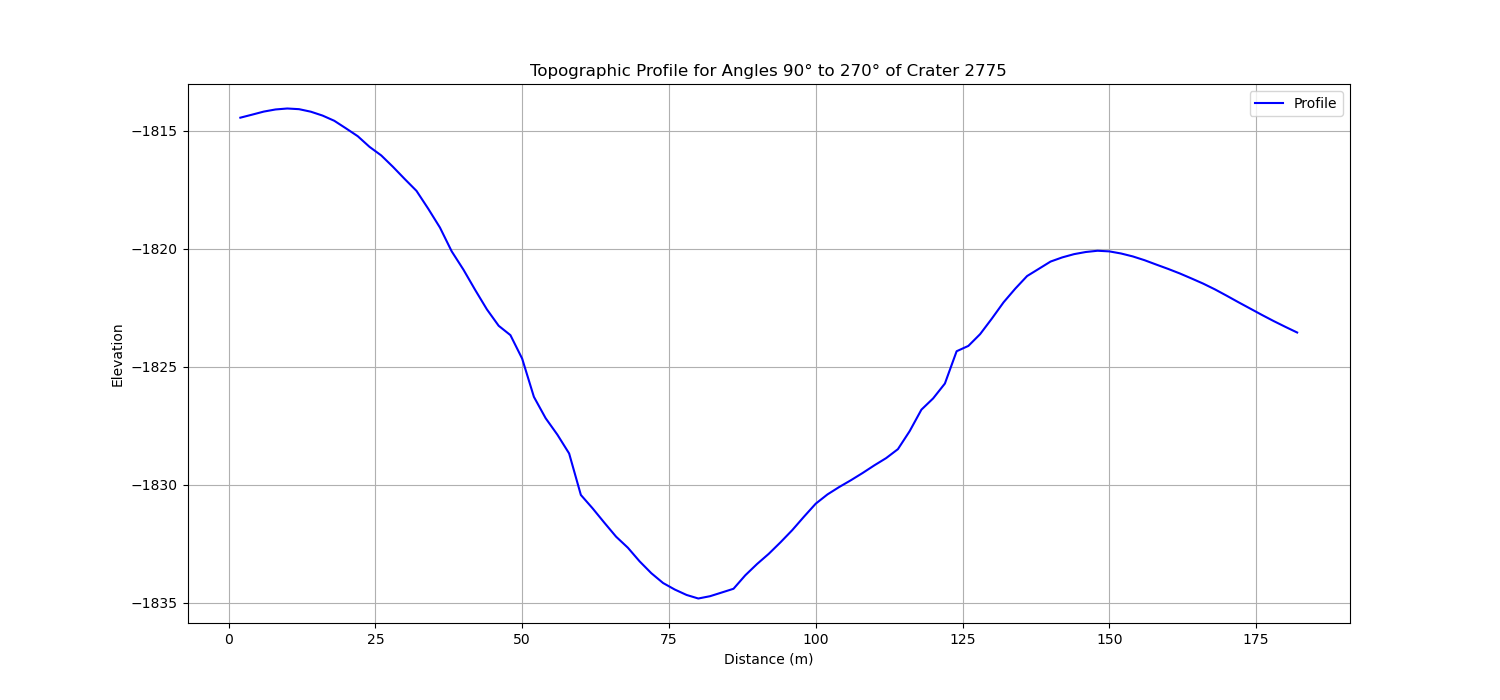 Topographic Profile for Angles 90° to 270° of Crater 2775
Profile
−1815
−1820
−1825
−1830
−1835
Elevation
0 25 50 75 100 125 150 175
Distance (m)